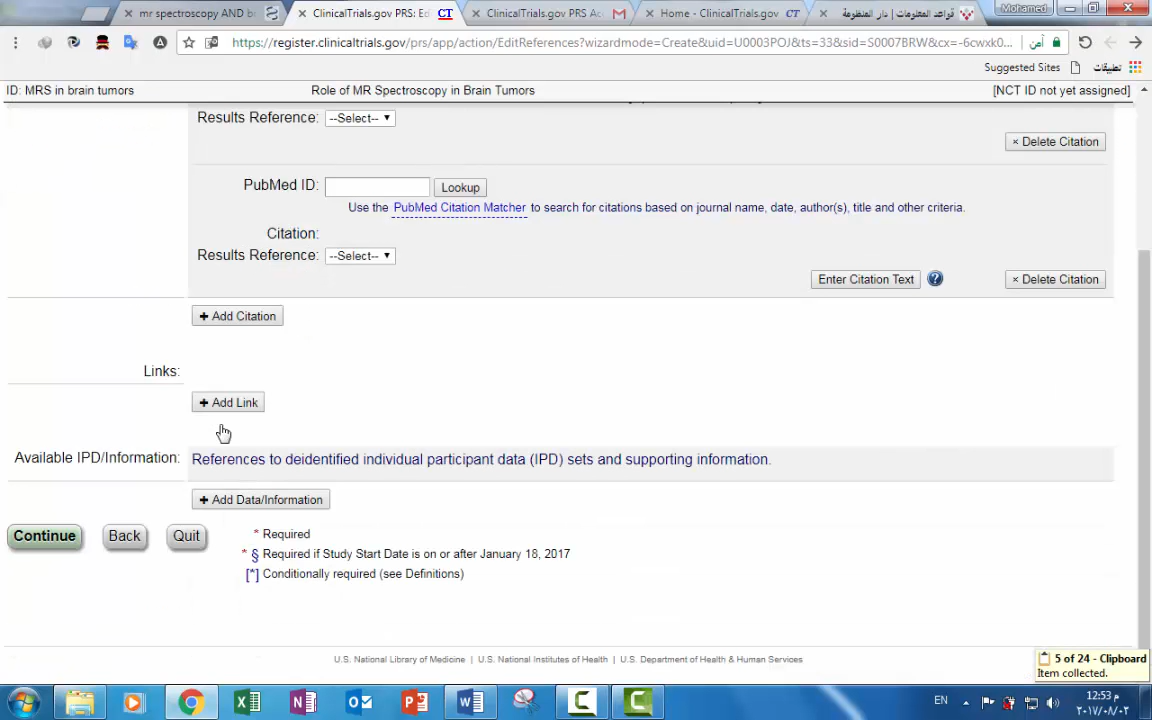 mr spectroscopy AND b
ClinicalTrials.gov PRS: Ed
CT
ClinicalTrials.gov PRS Ac
Home - ClinicalTrials.gov
CT
قواعد المعلومات | دار المنظومة
Mohamed
https://register.clinicaltrials.gov/prs/app/action/EditReferences?wizardmode=Create&uid=U0003POJ&ts=33&sid=S0007BRW&cx=-6cwxk0...
آمن
Suggested Sites
تطبيقات
ID: MRS in brain tumors
Role of MR Spectroscopy in Brain Tumors
[NCT ID not yet assigned]
Results Reference: --Select--
× Delete Citation
PubMed ID: Lookup
Use the PubMed Citation Matcher to search for citations based on journal name, date, author(s), title and other criteria.
Citation:
Results Reference: --Select--
Enter Citation Text ? × Delete Citation
+ Add Citation
Links:
+ Add Link
Available IPD/Information: References to deidentified individual participant data (IPD) sets and supporting information.
+ Add Data/Information
Continue Back Quit
* Required
* § Required if Study Start Date is on or after January 18, 2017
[*] Conditionally required (see Definitions)
U.S. National Library of Medicine | U.S. National Institutes of Health | U.S. Department of Health & Human Services
5 of 24 - Clipboard
Item collected.
EN
12:53 م
٢٠١٧/٠٨/٠٢